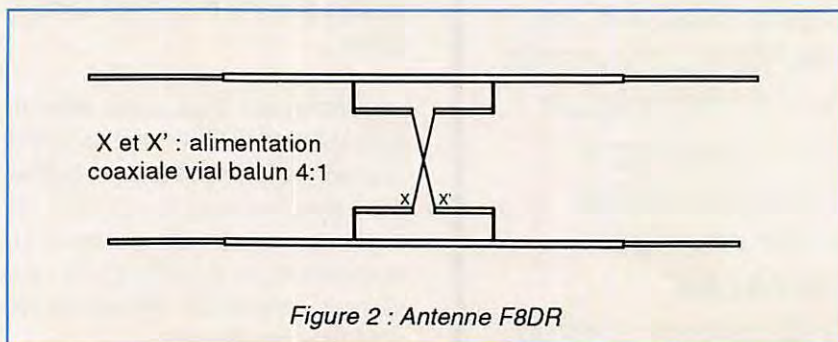 X et X' : alimentation
coaxiale vial balun 4:1
X X'
Figure 2 : Antenne F8DR